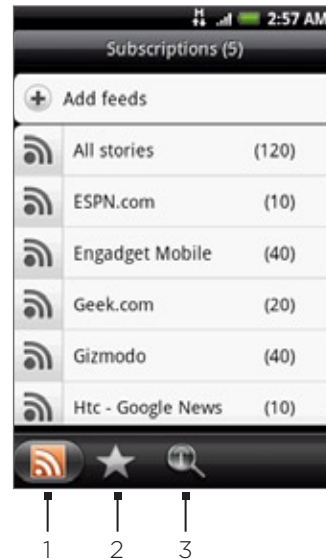 H 2:57 AM
Subscriptions (5)
Add feeds
All stories (120)
ESPN.com (10)
Engadget Mobile (40)
Geek.com (20)
Gizmodo (40)
Htc - Google News (10)
1 2 3